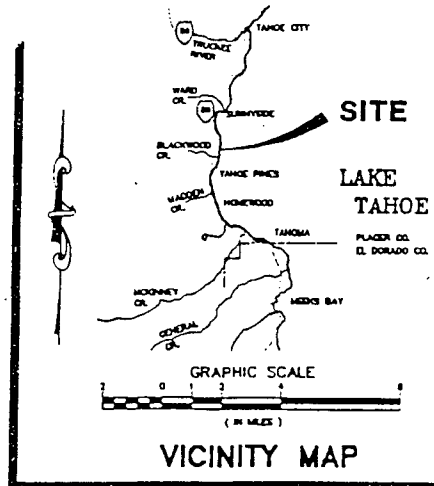 89
TAHOE CITY
TRUCKEE
RIVER
WARD
CR.
89
SUNNYSIDE
SITE
BLACKWOOD
CR.
TAHOE PINES
LAKE
TAHOE
MADDEN
CR.
HOMEWOOD
TAHOMA
PLACER CO.
EL DORADO CO.
MCKINNEY
CR.
MEEKS BAY
GENERAL
CR.
GRAPHIC SCALE
2 0 2 4 8
( IN MILES )
VICINITY MAP